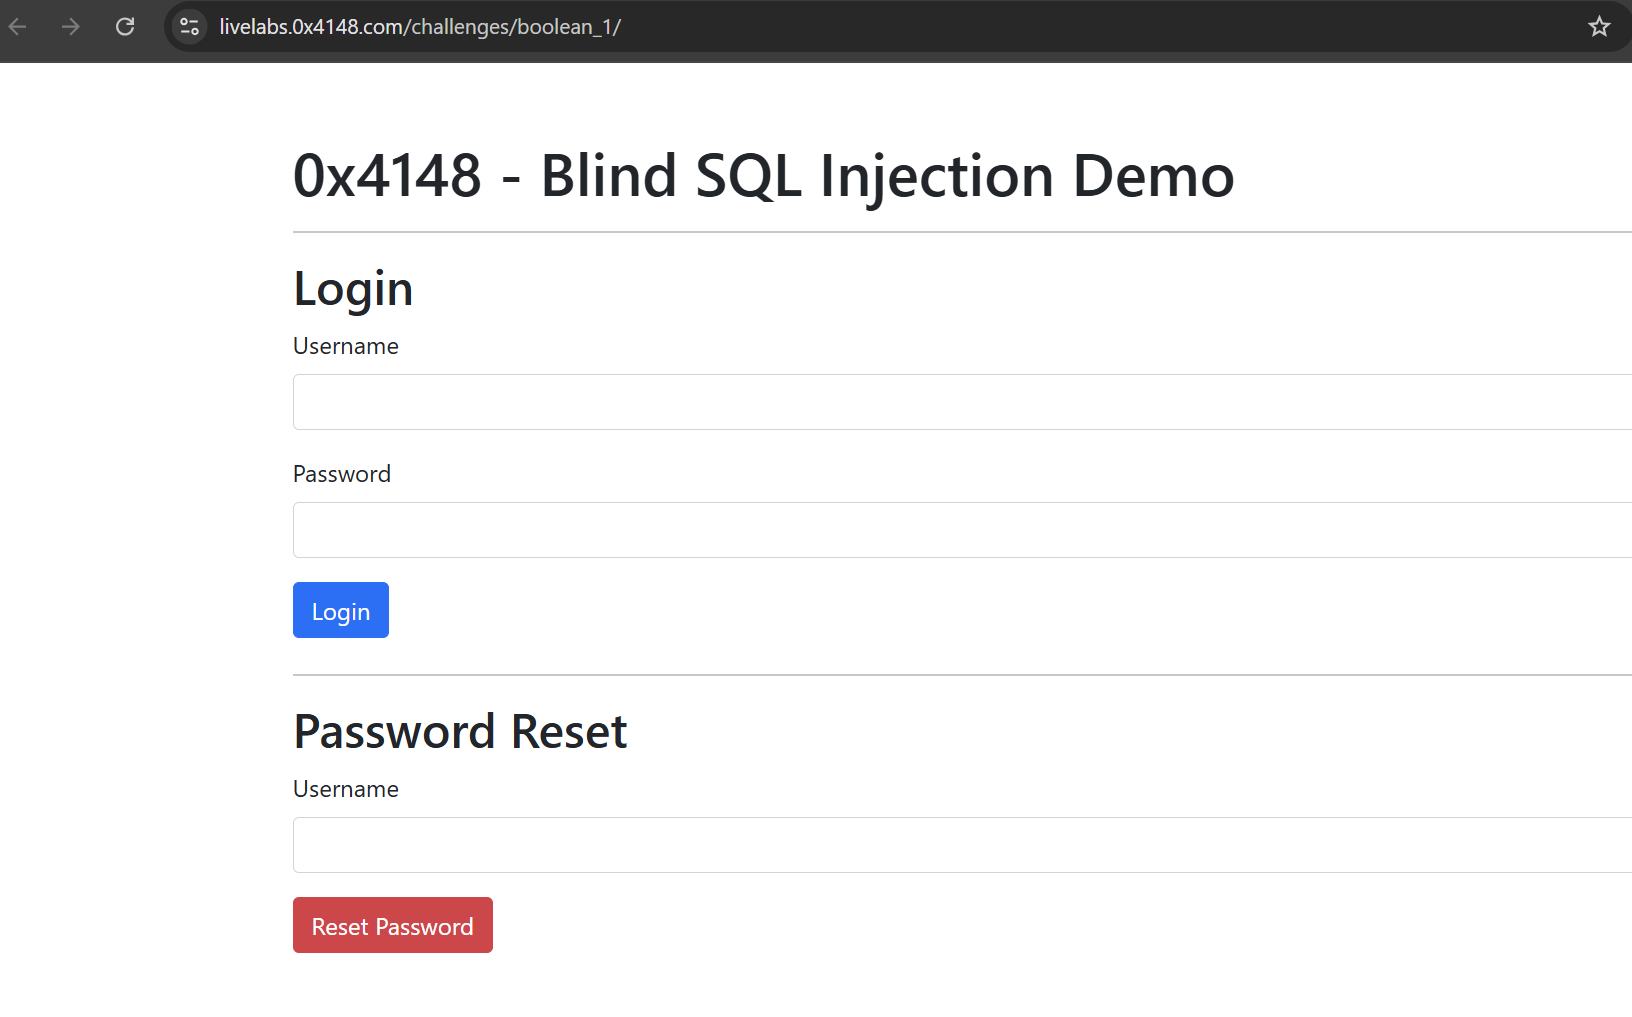 livelabs.0x4148.com/challenges/boolean_1/
0x4148 - Blind SQL Injection Demo
Login
Username
Password
Login
Password Reset
Username
Reset Password